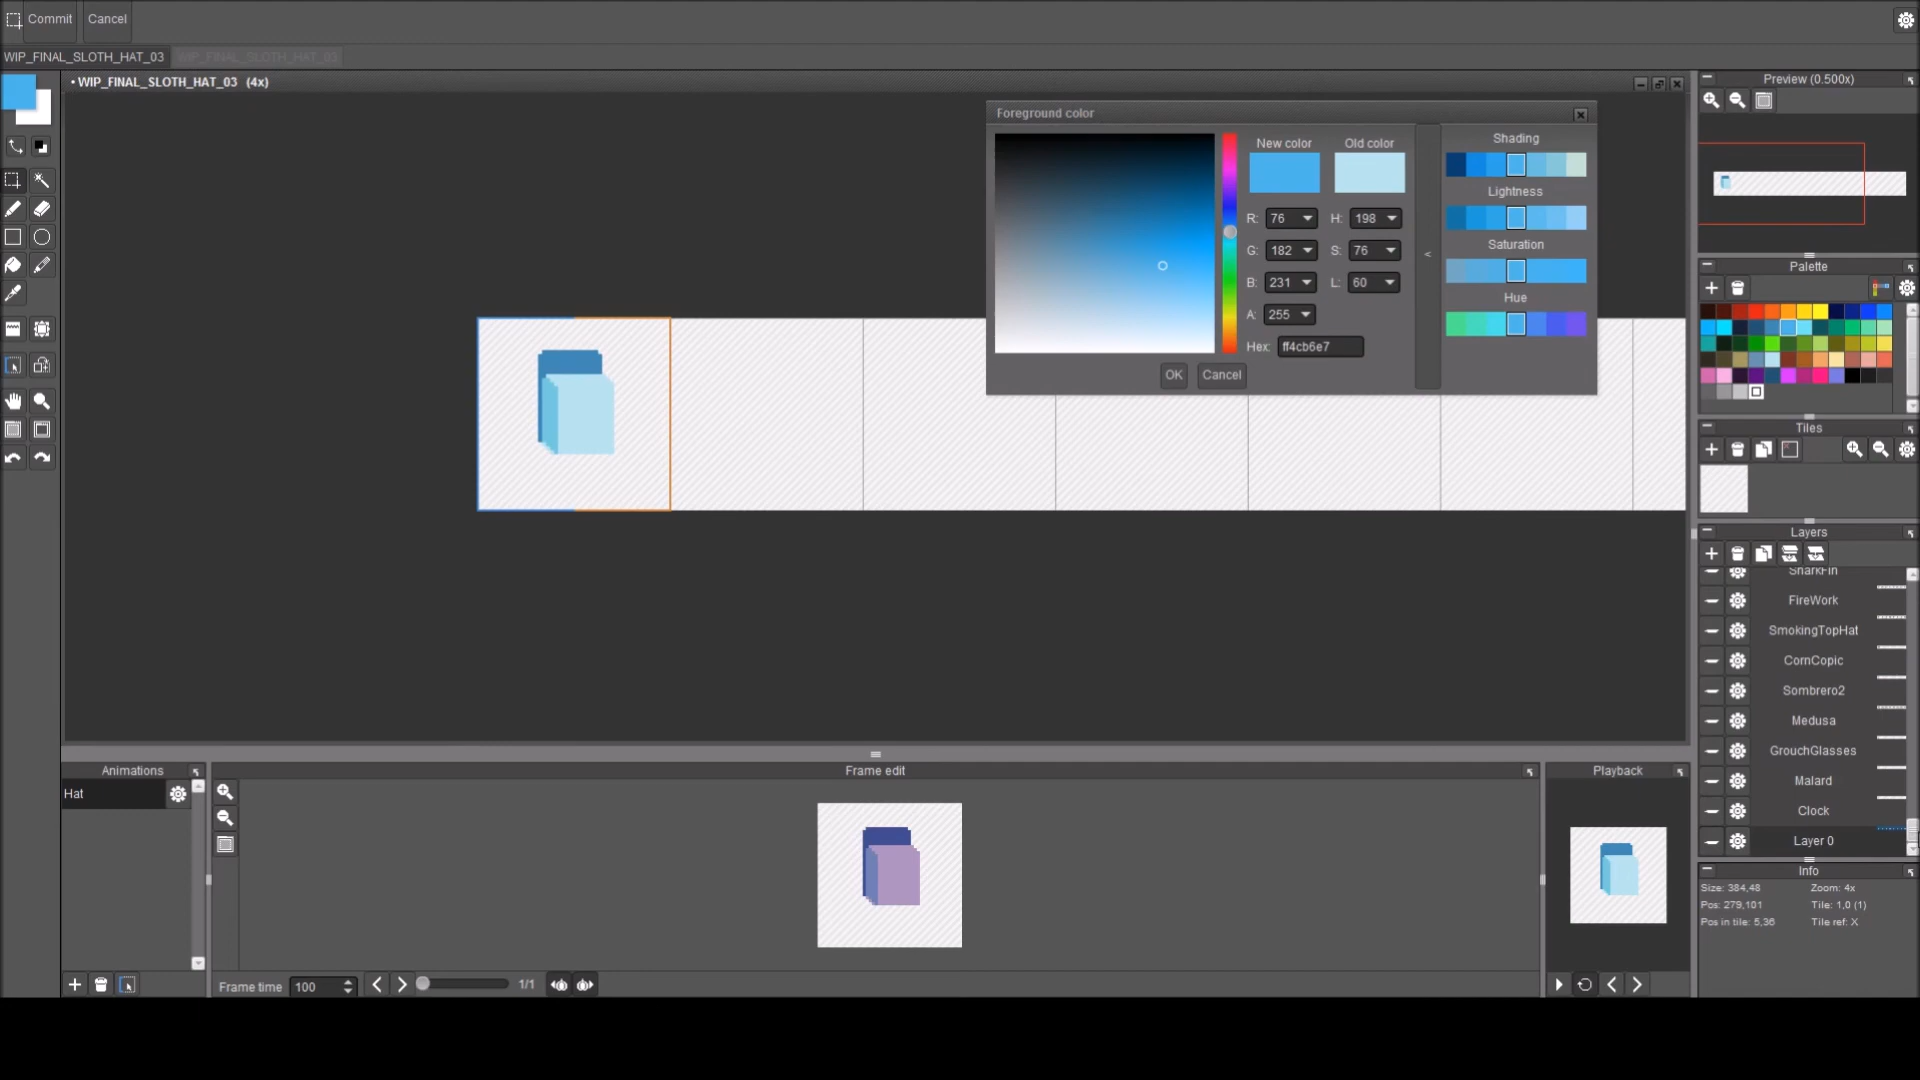 Commit Cancel
WIP_FINAL_SLOTH_HAT_03 WIP_FINAL_SLOTH_HAT_03
• WIP_FINAL_SLOTH_HAT_03 (4x)
Preview (0.500x)
Foreground color
New color Old color
R: 76 H: 198
G: 182 S: 76
B: 231 L: 60
A: 255
Hex: ff4cb6e7
OK Cancel
<
Shading
Lightness
Saturation
Hue
Palette
Tiles
Layers
SharkFin
FireWork
SmokingTopHat
CornCopic
Sombrero2
Medusa
GrouchGlasses
Malard
Clock
Layer 0
Info
Size: 384,48 Zoom: 4x
Pos: 279,101 Tile: 1,0 (1)
Pos in tile: 5,36 Tile ref: X
Animations
Hat
Frame edit
Frame time 100 1/1
Playback